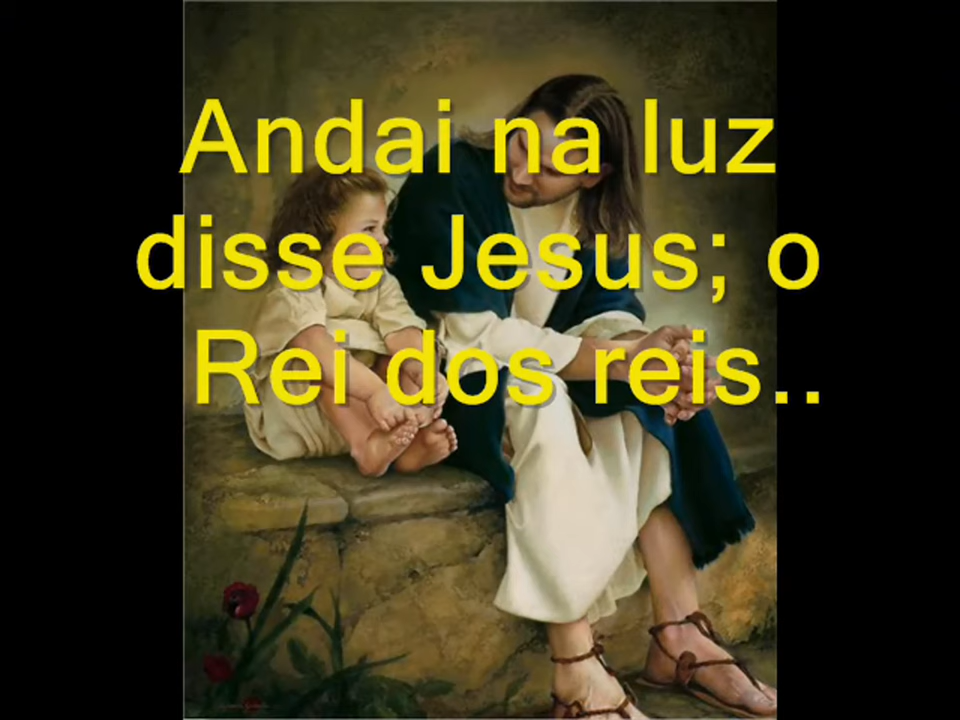 Andai na luz
disse Jesus; o
Rei dos reis..